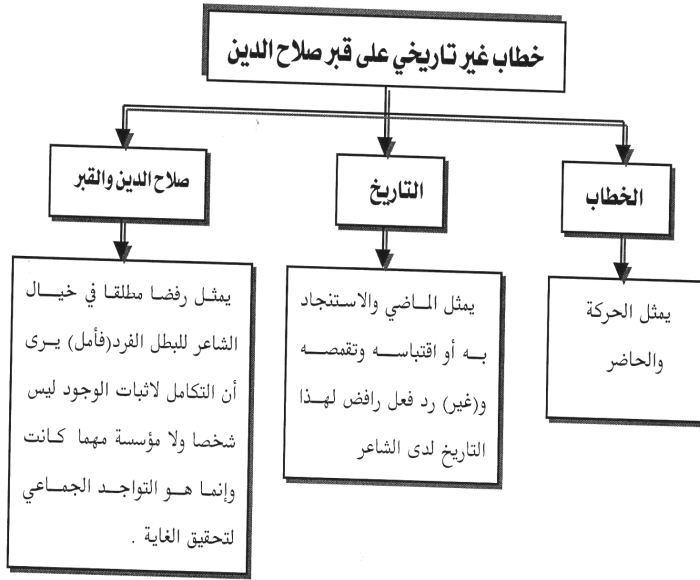 خطاب غير تاريخي على قبر صلاح الدين
الخطاب
يمثل الحركة
والحاضر
التاريخ
يمثل الماضي والاستنجاد
به أو اقتباسه وتقمصه
و(غير) رد فعل رافض لهذا
التاريخ لدى الشاعر
صلاح الدين والقبر
يمثل رفضا مطلقا في خيال
الشاعر للبطل الفرد(فأمل) يرى
أن التكامل لاثبات الوجود ليس
شخصا ولا مؤسسة مهما كانت
وإنما هو التواجد الجماعي
لتحقيق الغاية .